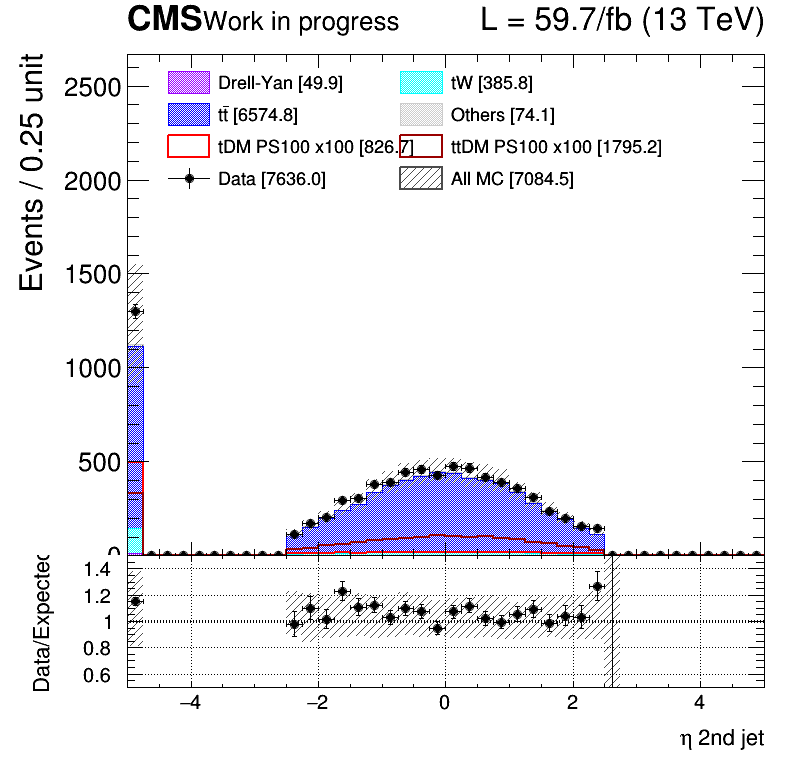 CMS Work in progress L = 59.7/fb (13 TeV)
Events / 0.25 unit
2500
2000
1500
1000
500
0
Drell-Yan [49.9] tW [385.8]
tt̄ [6574.8] Others [74.1]
tDM PS100 x100 [826.7] ttDM PS100 x100 [1795.2]
Data [7636.0] All MC [7084.5]
Data/Expected
1.4
1.2
1
0.8
0.6
−4 −2 0 2 4
η 2nd jet